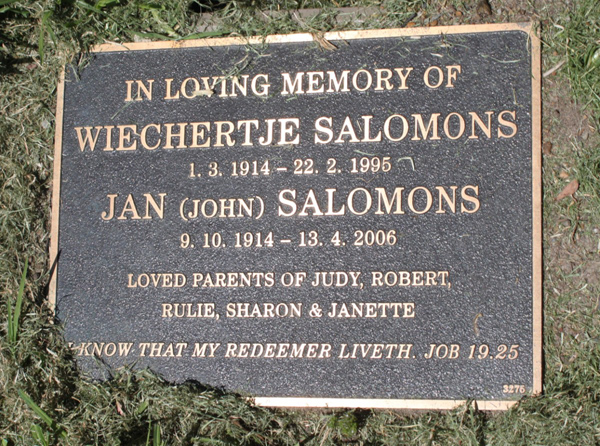 IN LOVING MEMORY OF
WIECHERTJE SALOMONS
1. 3. 1914 – 22. 2. 1995
JAN (JOHN) SALOMONS
9. 10. 1914 – 13. 4. 2006
LOVED PARENTS OF JUDY, ROBERT,
RULIE, SHARON & JANETTE
I KNOW THAT MY REDEEMER LIVETH. JOB 19.25
3276